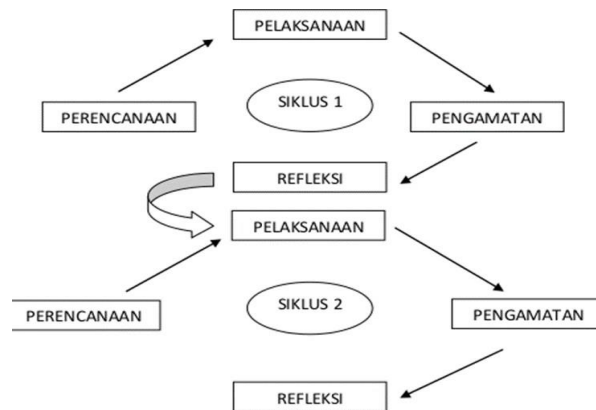 PELAKSANAAN
SIKLUS 1
PERENCANAAN
PENGAMATAN
REFLEKSI
PELAKSANAAN
SIKLUS 2
PERENCANAAN
PENGAMATAN
REFLEKSI